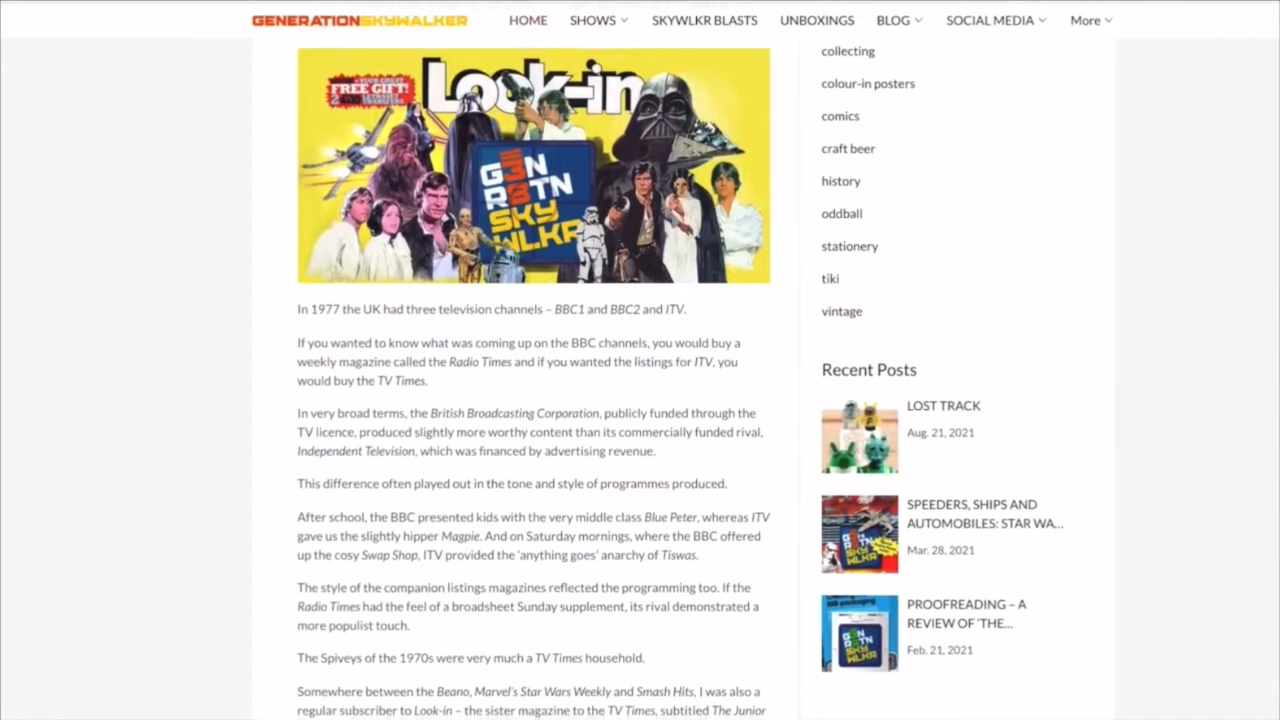 GENERATIONSKYWALKER
HOME
SHOWS
SKYWLKR BLASTS
UNBOXINGS
BLOG
SOCIAL MEDIA
More
YOUR GREAT
FREE GIFT!
2
LETRASET
TRANSFERS
Look-in
G3N
R8TN
SKY
WLKR
In 1977 the UK had three television channels – BBC1 and BBC2 and ITV.
If you wanted to know what was coming up on the BBC channels, you would buy a
weekly magazine called the Radio Times and if you wanted the listings for ITV, you
would buy the TV Times.
In very broad terms, the British Broadcasting Corporation, publicly funded through the
TV licence, produced slightly more worthy content than its commercially funded rival,
Independent Television, which was financed by advertising revenue.
This difference often played out in the tone and style of programmes produced.
After school, the BBC presented kids with the very middle class Blue Peter, whereas ITV
gave us the slightly hipper Magpie. And on Saturday mornings, where the BBC offered
up the cosy Swap Shop, ITV provided the 'anything goes' anarchy of Tiswas.
The style of the companion listings magazines reflected the programming too. If the
Radio Times had the feel of a broadsheet Sunday supplement, its rival demonstrated a
more populist touch.
The Spiveys of the 1970s were very much a TV Times household.
Somewhere between the Beano, Marvel's Star Wars Weekly and Smash Hits, I was also a
regular subscriber to Look-in – the sister magazine to the TV Times, subtitled The Junior
collecting
colour-in posters
comics
craft beer
history
oddball
stationery
tiki
vintage
Recent Posts
LOST TRACK
Aug. 21, 2021
SPEEDERS, SHIPS AND
AUTOMOBILES: STAR WA...
Mar. 28, 2021
G3N
R8TN
SKY
WLKR
PROOFREADING – A
REVIEW OF 'THE...
Feb. 21, 2021
G3N
R8TN
SKY
WLKR